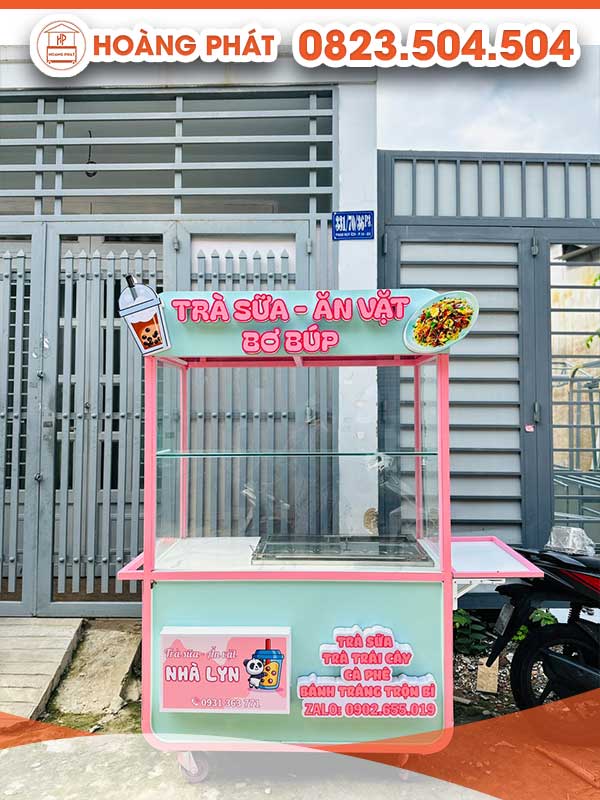 HP
HOÀNG PHÁT
HOÀNG PHÁT 0823.504.504
TRÀ SỮA - ĂN VẶT
BƠ BÚP
Trà sữa - Ăn vặt
NHÀ LYN
0931 363 771
TRÀ SỮA
TRÀ TRÁI CÂY
CÀ PHÊ
BÁNH TRÁNG TRỘN BÌ
ZALO: 0902.655.019